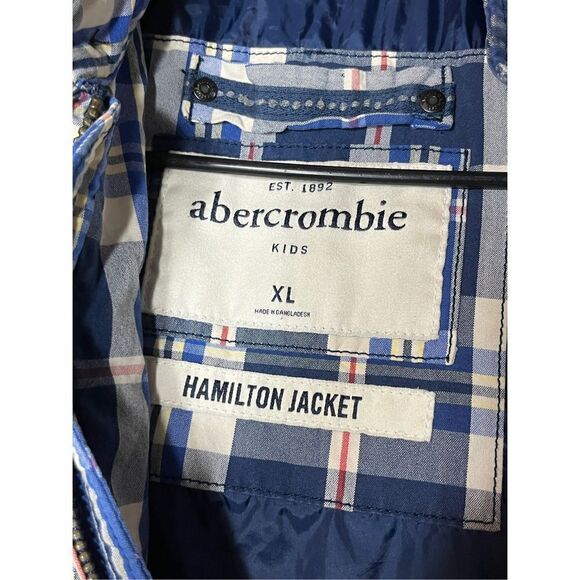 EST. 1892
abercrombie
KIDS
XL
MADE IN BANGLADESH
HAMILTON JACKET